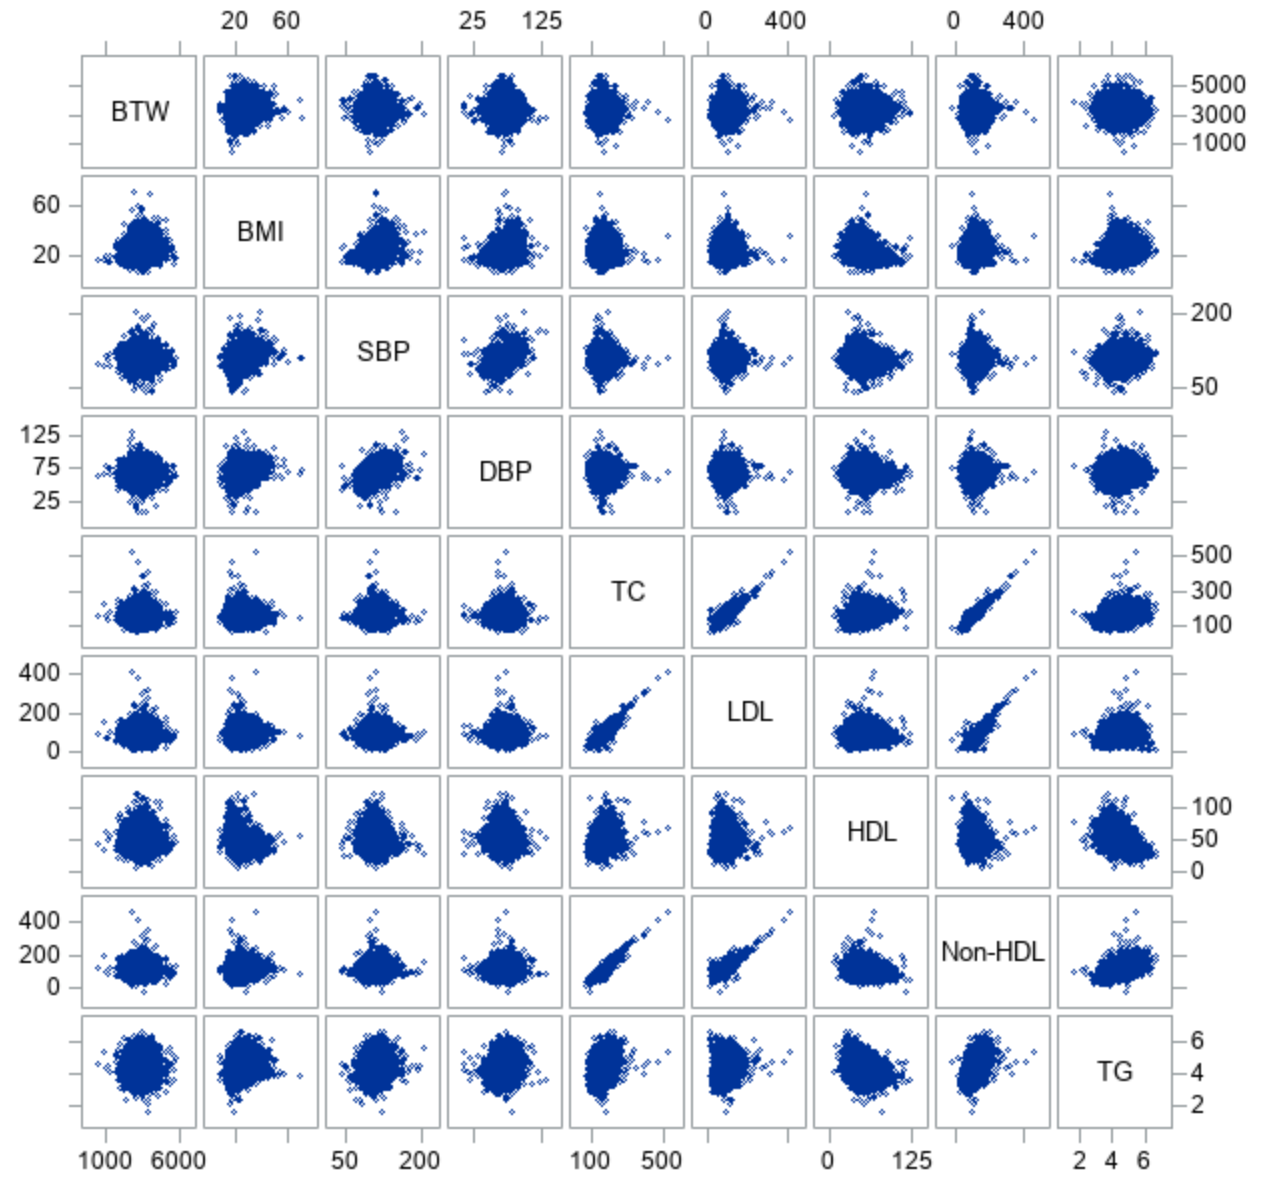 20 60 25 125 0 400 0 400
BTW 5000
3000
1000
60
20 BMI
SBP 200
50
125
75
25 DBP
TC 500
300
100
400
200
0 LDL
HDL 100
50
0
400
200
0 Non-HDL
TG 6
4
2
1000 6000 50 200 100 500 0 125 2 4 6